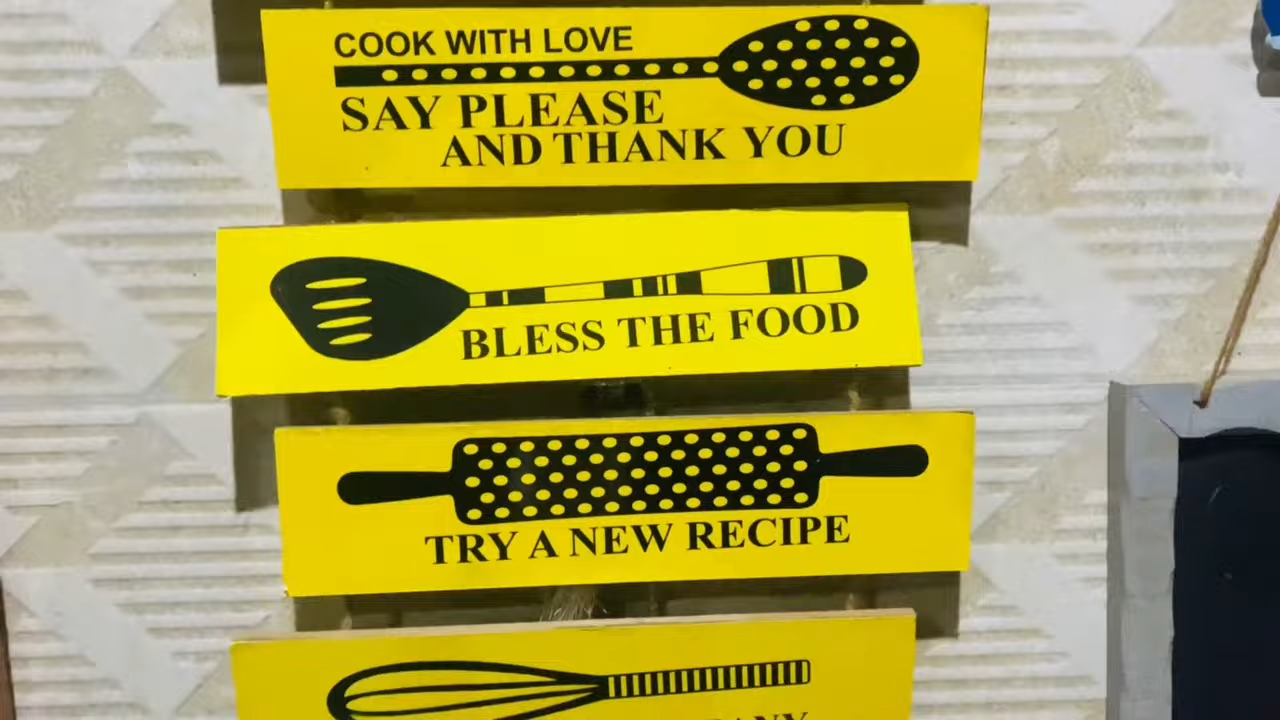 COOK WITH LOVE
SAY PLEASE
AND THANK YOU
BLESS THE FOOD
TRY A NEW RECIPE